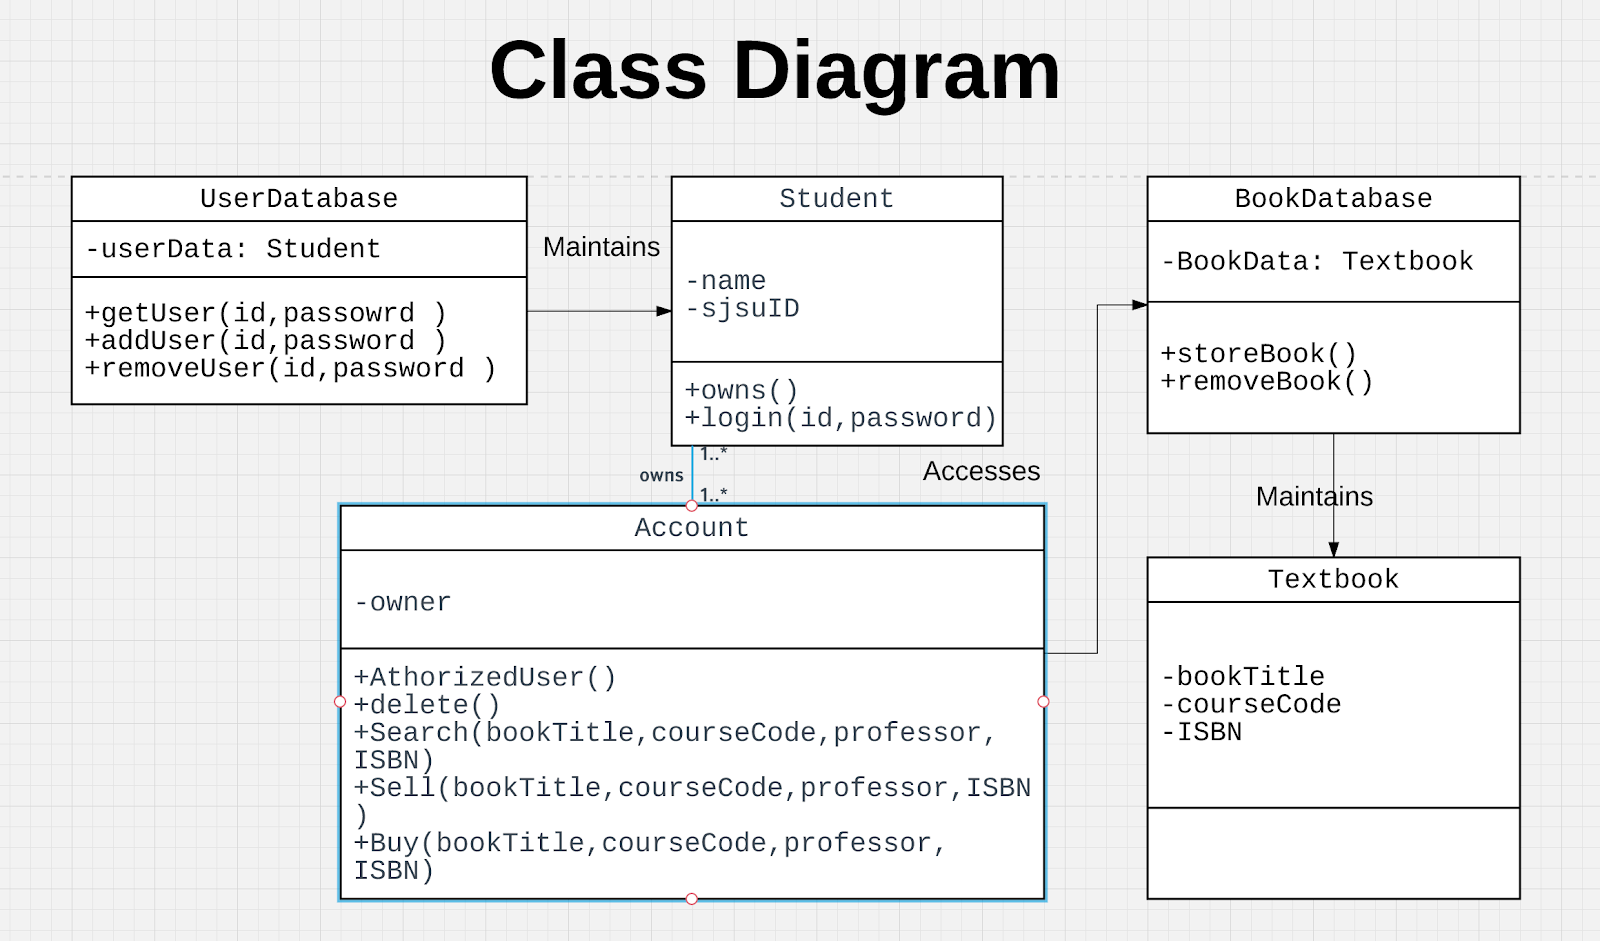 Class Diagram
UserDatabase
-userData: Student
+getUser(id,passowrd )
+addUser(id,password )
+removeUser(id,password )
Maintains
Student
-name
-sjsuID
+owns()
+login(id,password)
BookDatabase
-BookData: Textbook
+storeBook()
+removeBook()
1..*
owns
1..*
Accesses
Maintains
Account
-owner
+AthorizedUser()
+delete()
+Search(bookTitle,courseCode,professor,
ISBN)
+Sell(bookTitle,courseCode,professor,ISBN
)
+Buy(bookTitle,courseCode,professor,
ISBN)
Textbook
-bookTitle
-courseCode
-ISBN